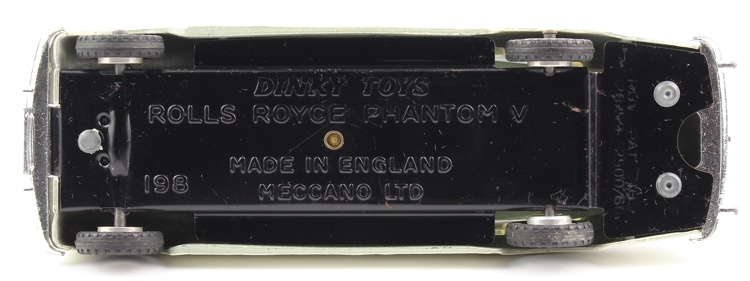 DINKY TOYS
ROLLS ROYCE PHANTOM V
MADE IN ENGLAND
198
MECCANO LTD